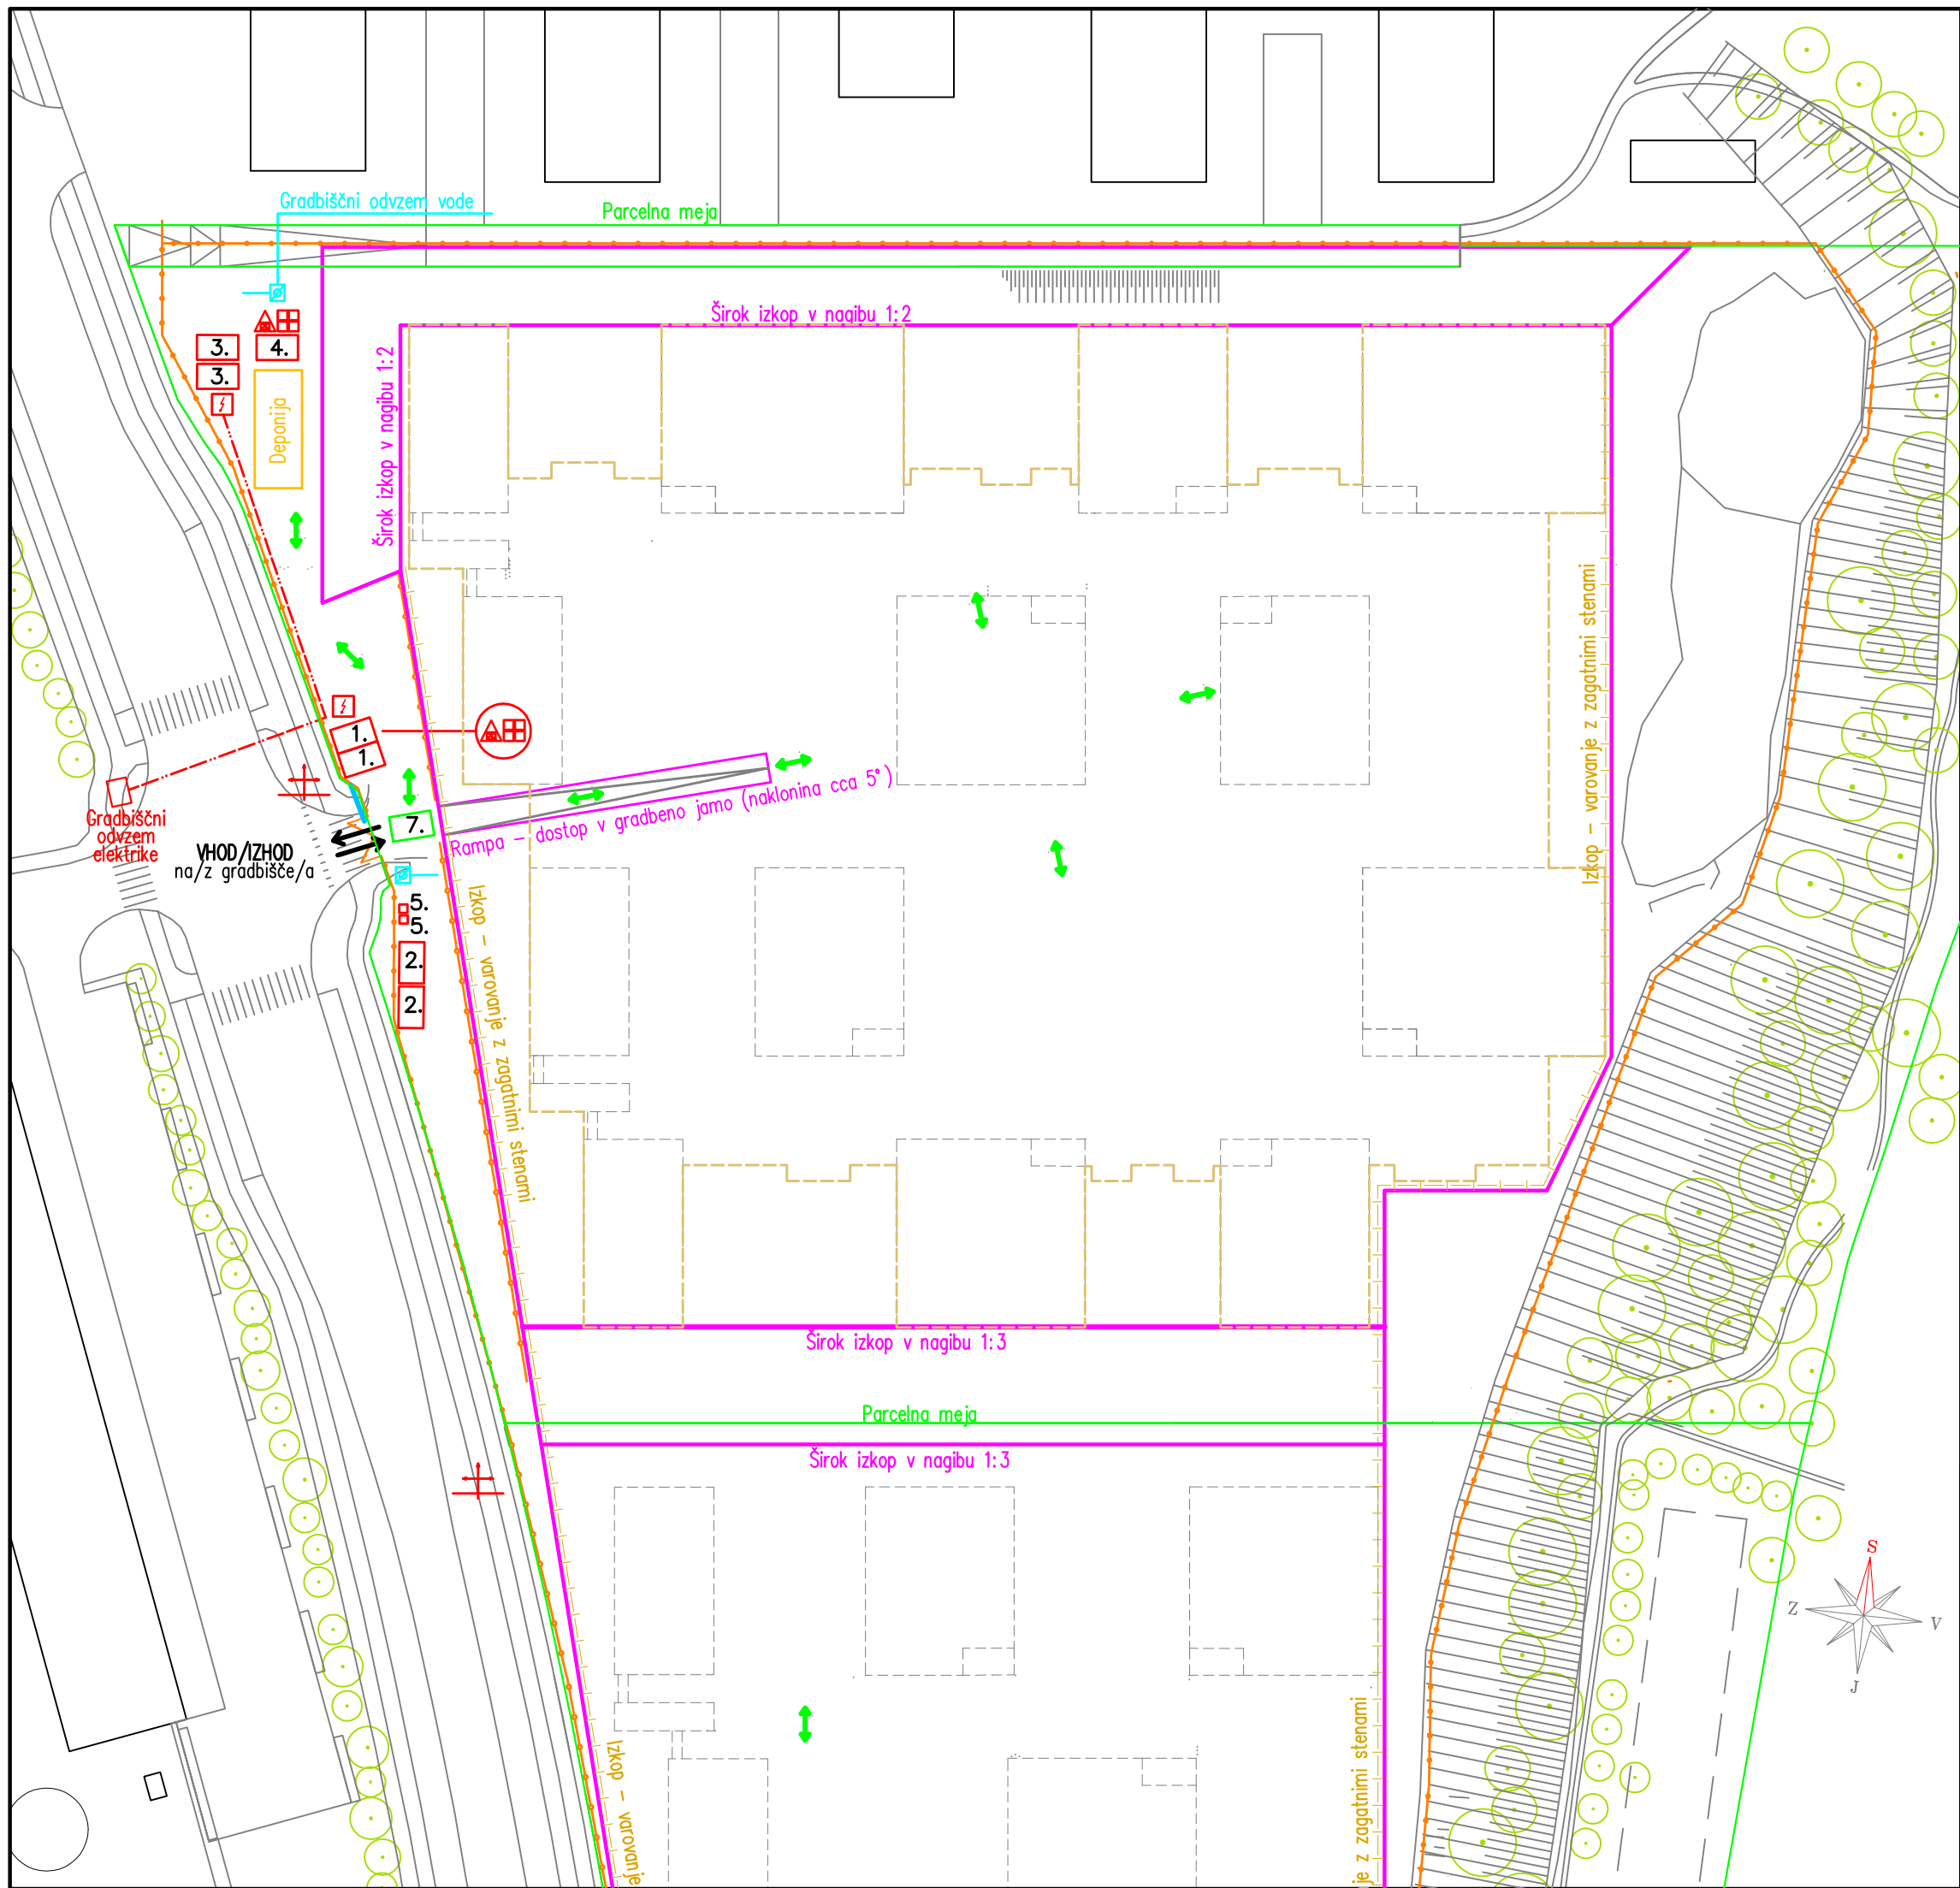 Gradbiščni odvzem vode
Parcelna meja
Širok izkop v nagibu 1:2
Širok izkop v nagibu 1:2
3.
4.
3.
Deponija
Izkop – varovanje z zagatnimi stenami
1.
1.
Gradbiščni
odvzem
elektrike
7.
Rampa – dostop v gradbeno jamo (naklonina cca 5°)
VHOD/IZHOD
na/z gradbišče/a
5.
5.
2.
2.
Izkop – varovanje z zagatnimi stenami
Širok izkop v nagibu 1:3
Parcelna meja
Širok izkop v nagibu 1:3
S
Z
V
J
Izkop – varovanje
je z zagatnimi stenami